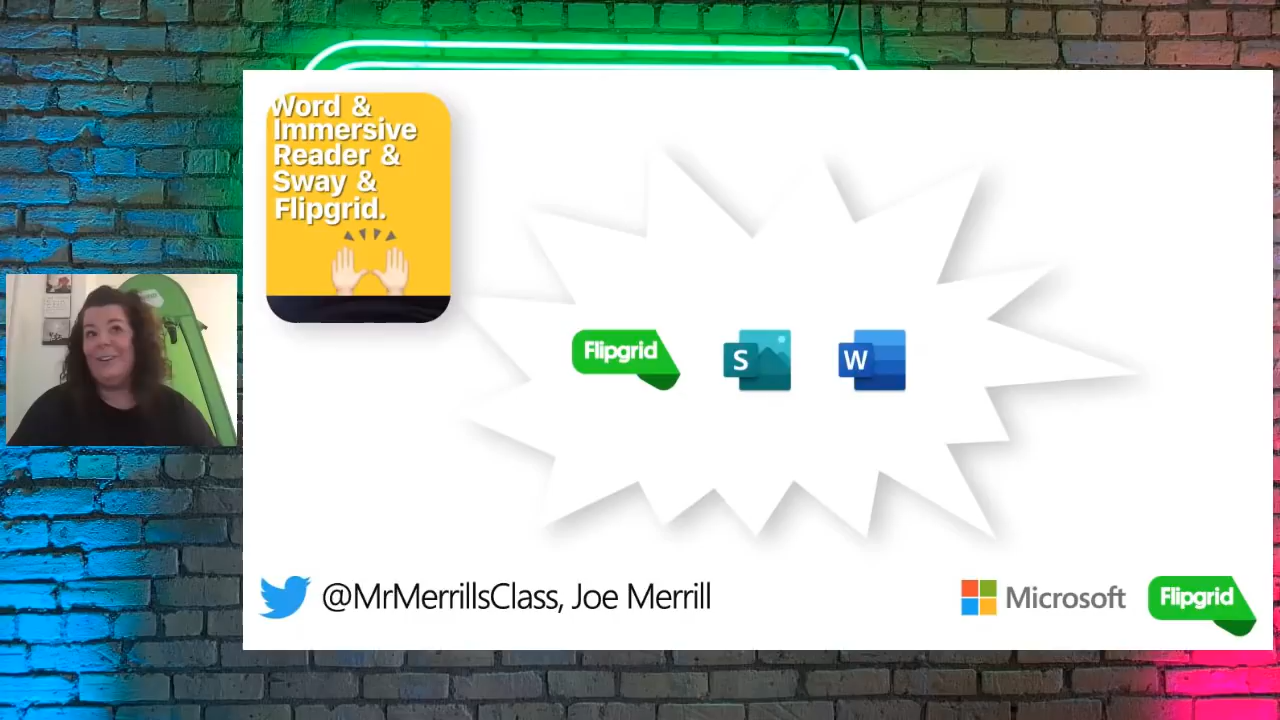 Word &
Immersive
Reader &
Sway &
Flipgrid.
Flipgrid
S
W
@MrMerrillsClass, Joe Merrill
Microsoft
Flipgrid